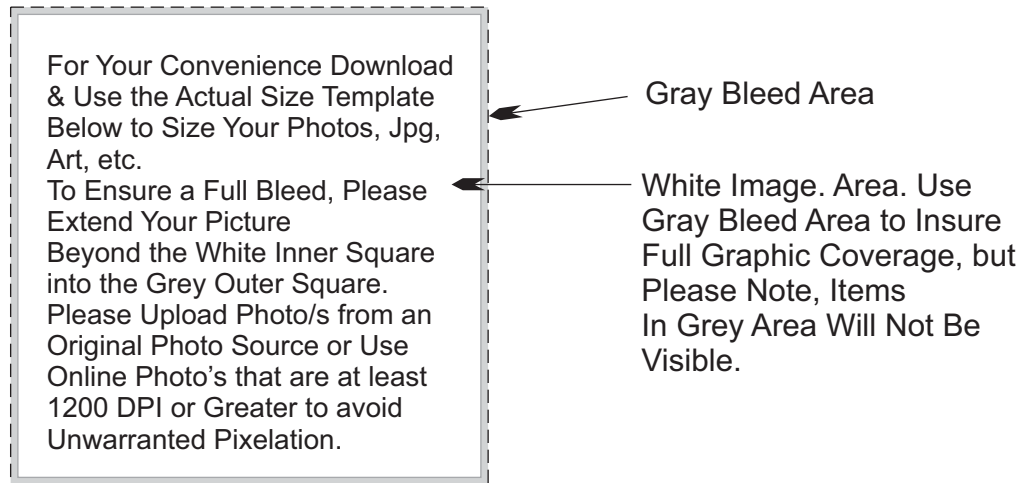 For Your Convenience Download
& Use the Actual Size Template
Below to Size Your Photos, Jpg,
Art, etc.
To Ensure a Full Bleed, Please
Extend Your Picture
Beyond the White Inner Square
into the Grey Outer Square.
Please Upload Photo/s from an
Original Photo Source or Use
Online Photo's that are at least
1200 DPI or Greater to avoid
Unwarranted Pixelation.
Gray Bleed Area
White Image. Area. Use
Gray Bleed Area to Insure
Full Graphic Coverage, but
Please Note, Items
In Grey Area Will Not Be
Visible.